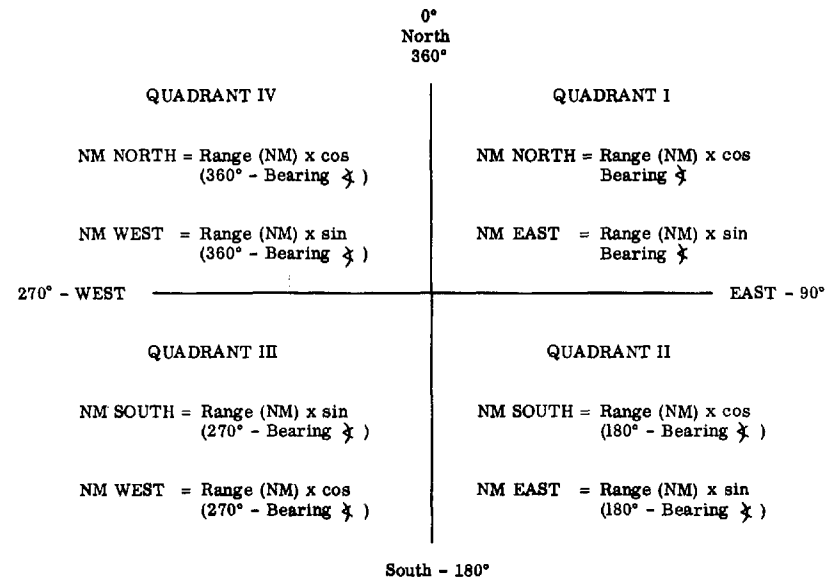 0°
North
360°
QUADRANT IV
NM NORTH = Range (NM) x cos
(360° - Bearing ∢ )
NM WEST = Range (NM) x sin
(360° - Bearing ∢ )
QUADRANT I
NM NORTH = Range (NM) x cos
Bearing ∢
NM EAST = Range (NM) x sin
Bearing ∢
270° - WEST
EAST - 90°
QUADRANT III
NM SOUTH = Range (NM) x sin
(270° - Bearing ∢ )
NM WEST = Range (NM) x cos
(270° - Bearing ∢ )
QUADRANT II
NM SOUTH = Range (NM) x cos
(180° - Bearing ∢ )
NM EAST = Range (NM) x sin
(180° - Bearing ∢ )
South - 180°